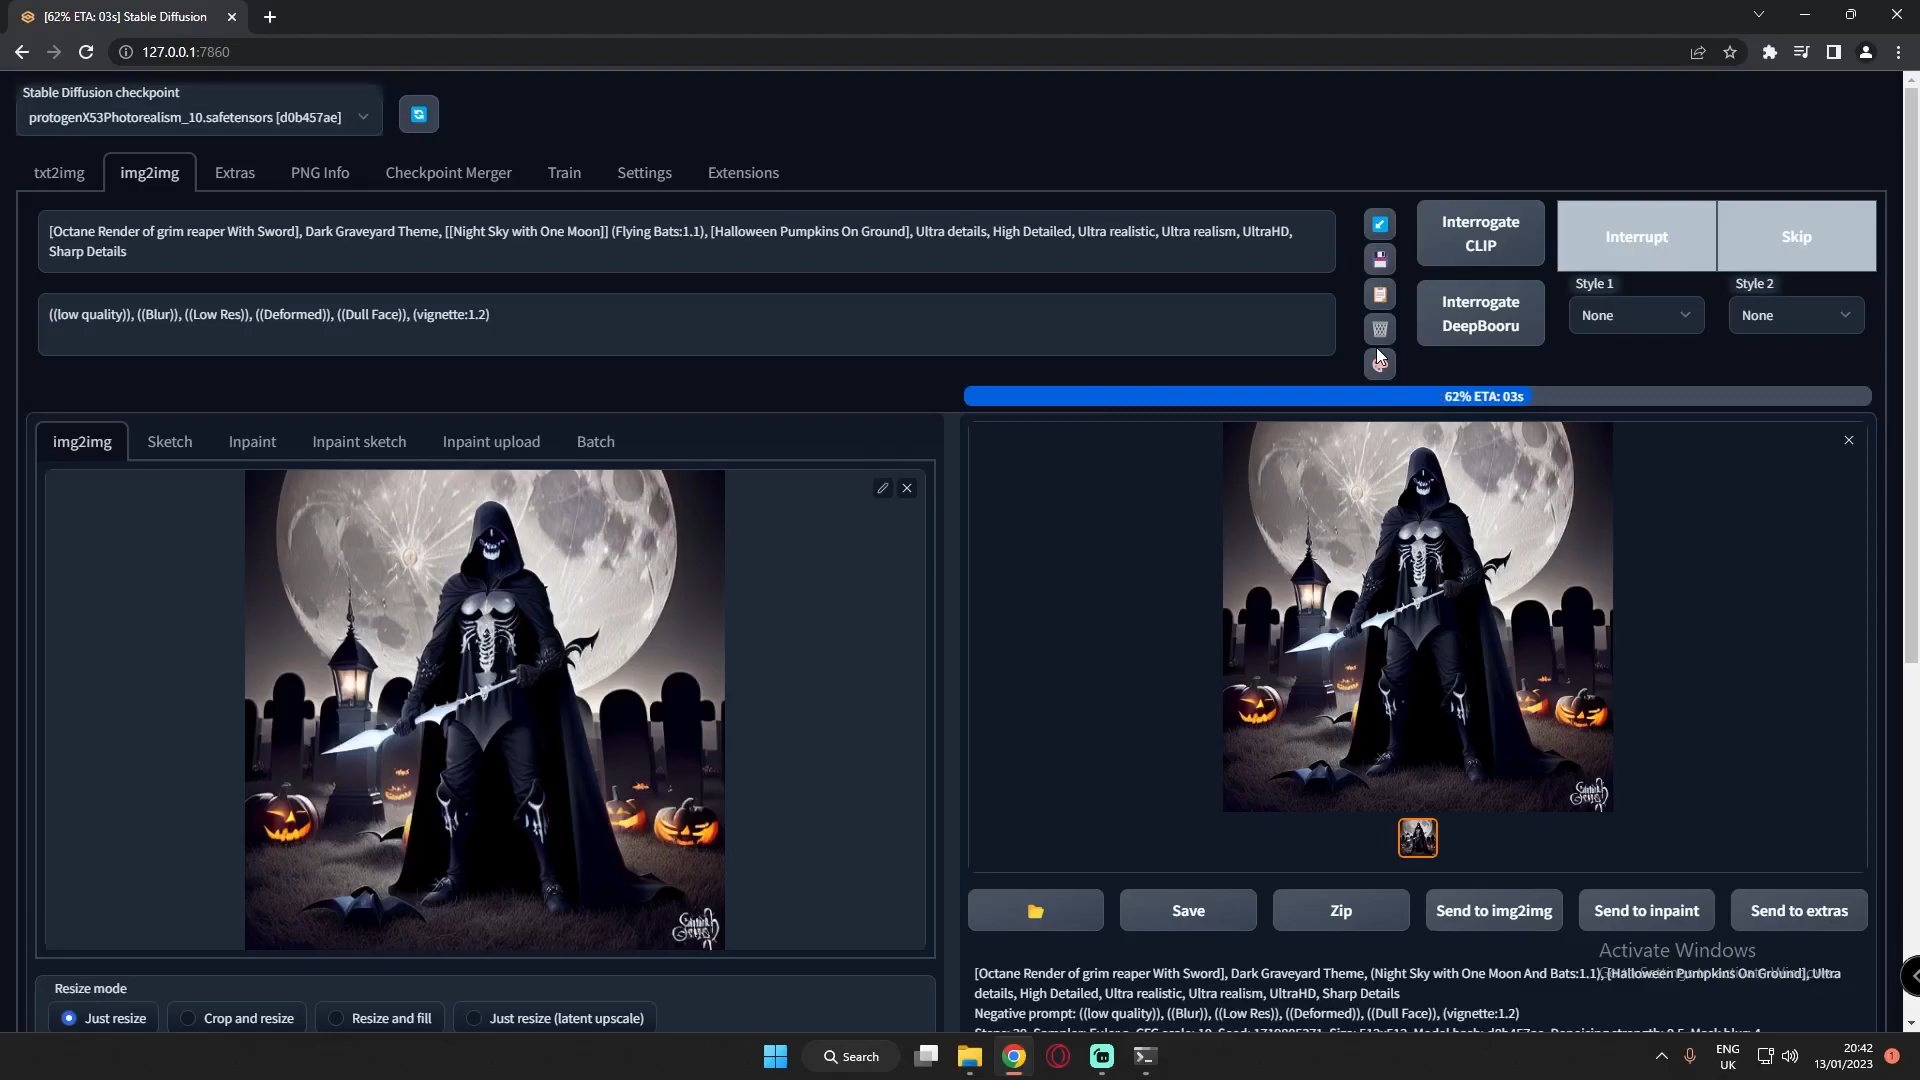 [62% ETA: 03s] Stable Diffusion
127.0.0.1:7860
Stable Diffusion checkpoint
protogenX53Photorealism_10.safetensors [d0b457ae]
txt2img
img2img
Extras
PNG Info
Checkpoint Merger
Train
Settings
Extensions
[Octane Render of grim reaper With Sword], Dark Graveyard Theme, [[Night Sky with One Moon]] (Flying Bats:1.1), [Halloween Pumpkins On Ground], Ultra details, High Detailed, Ultra realistic, Ultra realism, UltraHD,
Sharp Details
((low quality)), ((Blur)), ((Low Res)), ((Deformed)), ((Dull Face)), (vignette:1.2)
Interrogate
CLIP
Interrogate
DeepBooru
Interrupt
Skip
Style 1
Style 2
None
None
62% ETA: 03s
img2img
Sketch
Inpaint
Inpaint sketch
Inpaint upload
Batch
Save
Zip
Send to img2img
Send to inpaint
Send to extras
Activate Windows
[Octane Render of grim reaper With Sword], Dark Graveyard Theme, (Night Sky with One Moon And Bats:1.1), [Halloween Pumpkins On Ground], Ultra
details, High Detailed, Ultra realistic, Ultra realism, UltraHD, Sharp Details
Negative prompt: ((low quality)), ((Blur)), ((Low Res)), ((Deformed)), ((Dull Face)), (vignette:1.2)
Resize mode
Just resize
Crop and resize
Resize and fill
Just resize (latent upscale)
Search
ENG
UK
20:42
13/01/2023
1